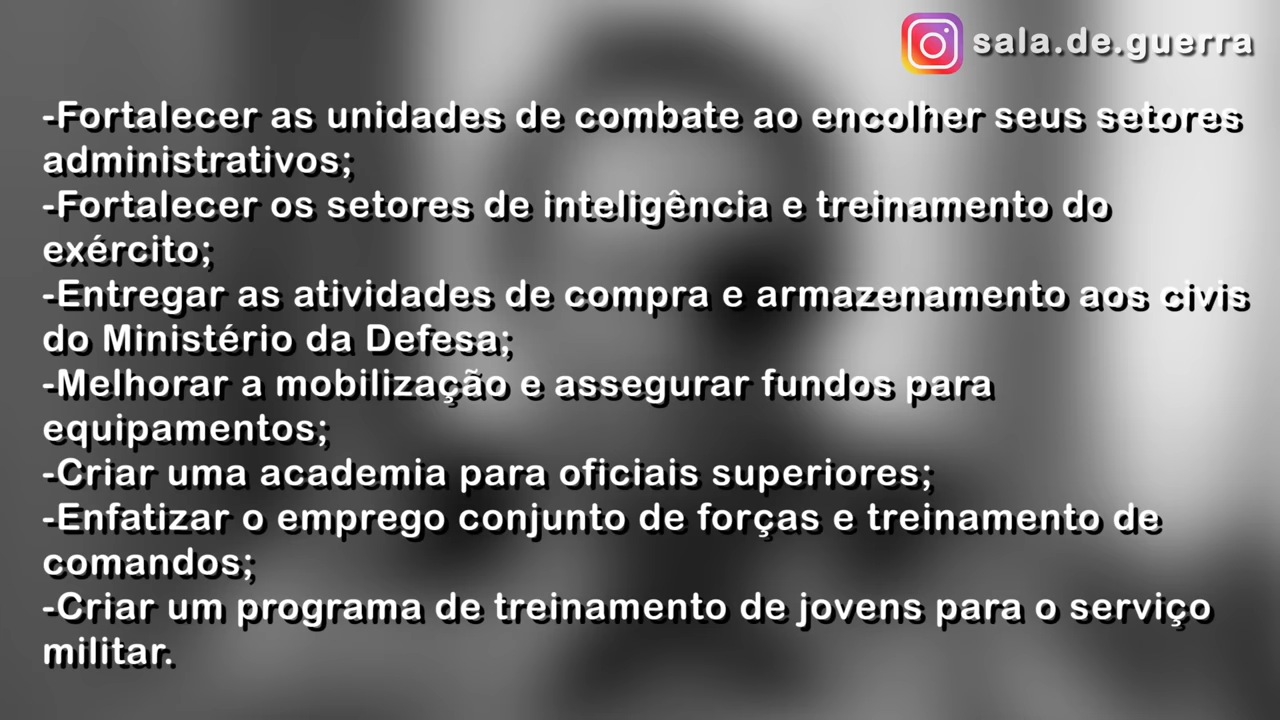 sala.de.guerra
-Fortalecer as unidades de combate ao encolher seus setores
administrativos;
-Fortalecer os setores de inteligência e treinamento do
exército;
-Entregar as atividades de compra e armazenamento aos civis
do Ministério da Defesa;
-Melhorar a mobilização e assegurar fundos para
equipamentos;
-Criar uma academia para oficiais superiores;
-Enfatizar o emprego conjunto de forças e treinamento de
comandos;
-Criar um programa de treinamento de jovens para o serviço
militar.